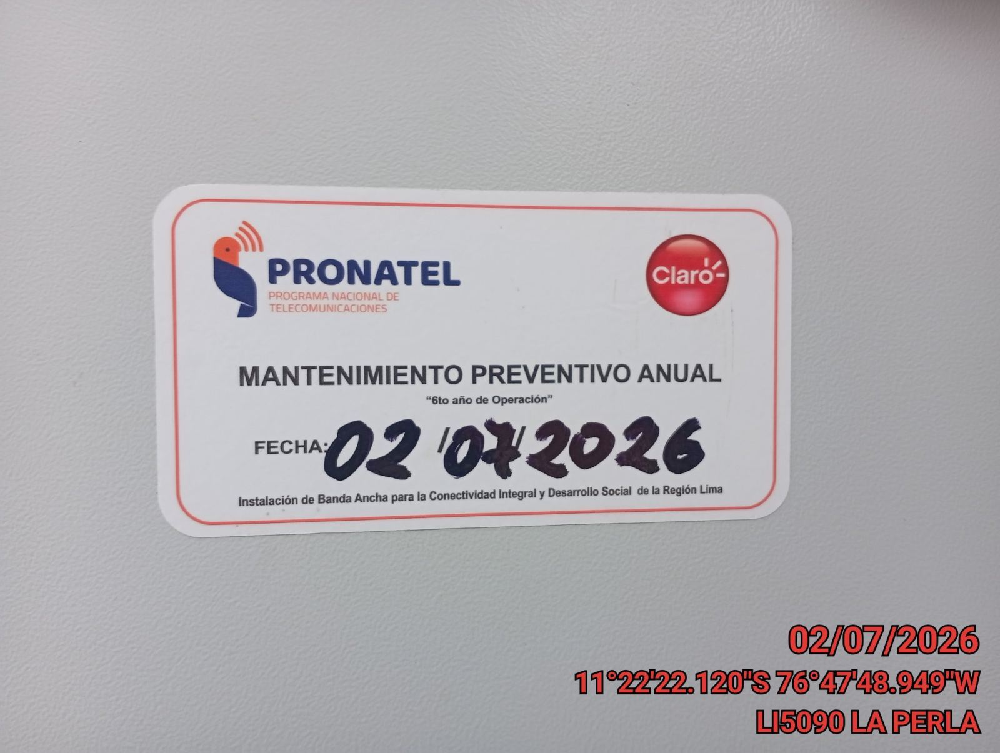 PRONATEL
PROGRAMA NACIONAL DE
TELECOMUNICACIONES
Claro
MANTENIMIENTO PREVENTIVO ANUAL
“6to año de Operación”
FECHA: 02 / 07 / 2026
Instalación de Banda Ancha para la Conectividad Integral y Desarrollo Social de la Región Lima
02/07/2026
11°22'22.120"S 76°47'48.949"W
LI5090 LA PERLA